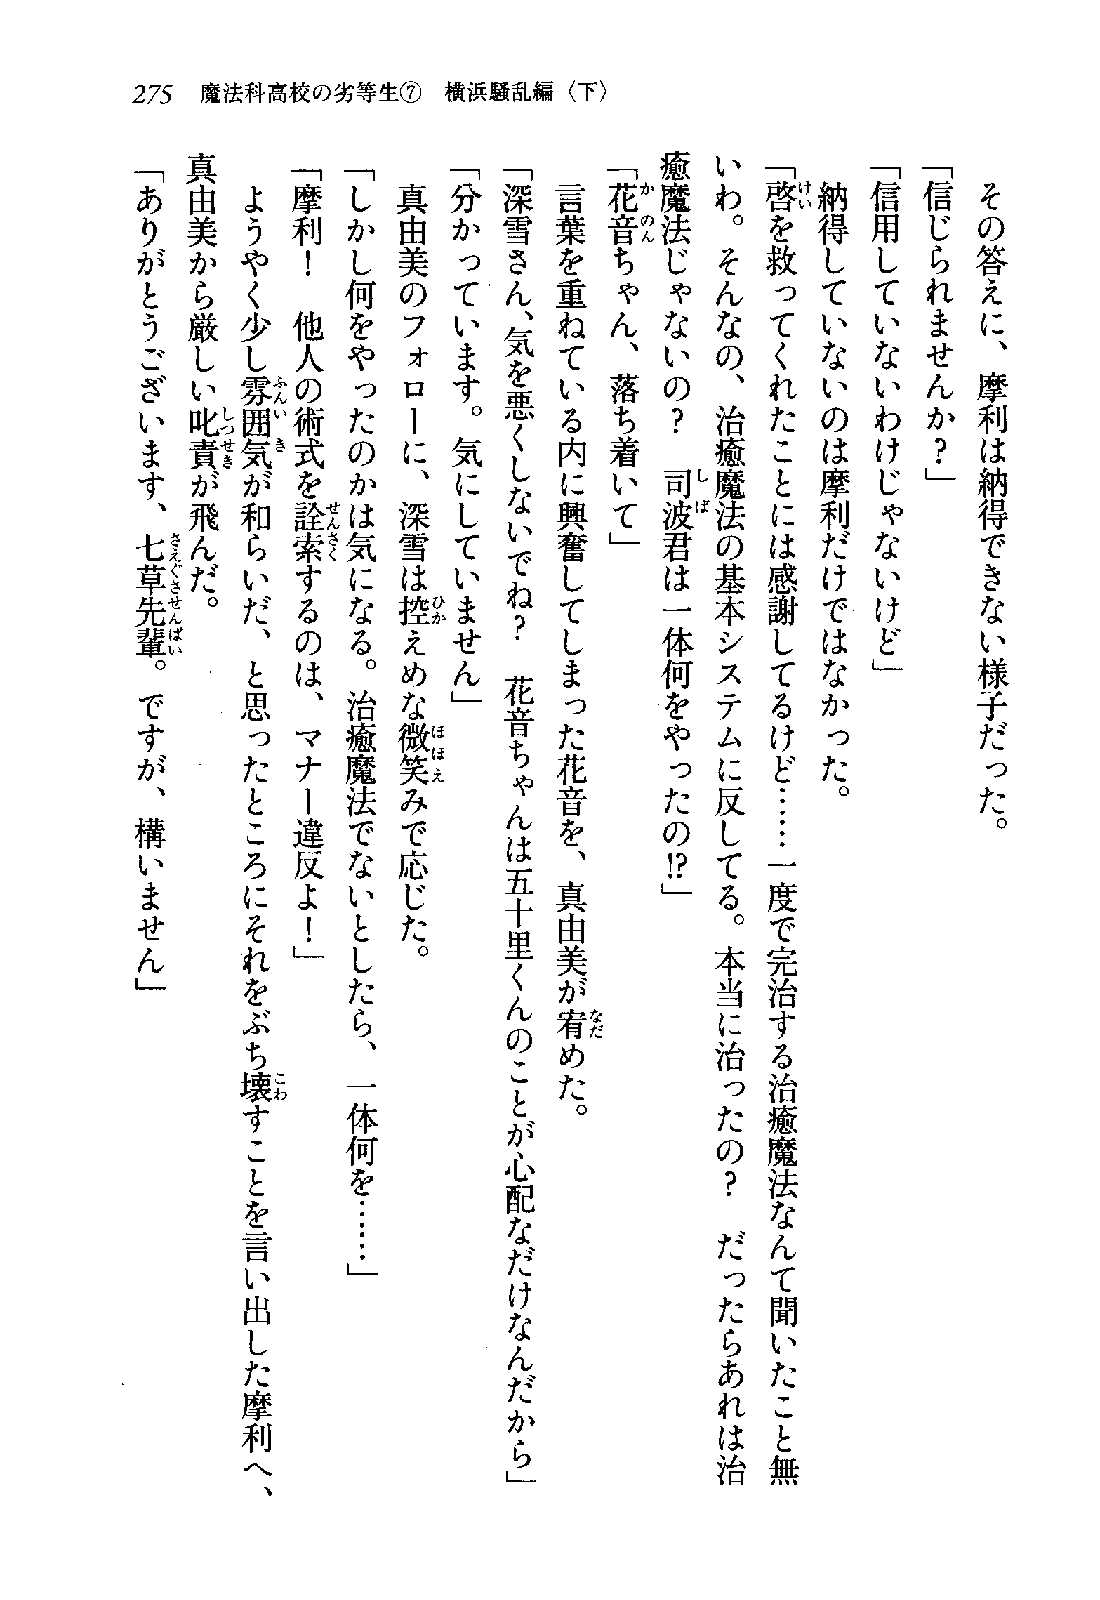 275　魔法科高校の劣等生⑦　横浜騒乱編〈下〉
　その答えに、摩利は納得できない様子だった。
「信じられませんか?」
「信用していないわけじゃないけど」
　納得していないのは摩利だけではなかった。
「啓を救ってくれたことには感謝してるけど……一度で完治する治癒魔法なんて聞いたこと無
いわ。そんなの、治癒魔法の基本システムに反してる。本当に治ったの?　だったらあれは治
癒魔法じゃないの?　司波君は一体何をやったの!?」
「花音ちゃん、落ち着いて」
　言葉を重ねている内に興奮してしまった花音を、真由美が宥めた。
「深雪さん、気を悪くしないでね?　花音ちゃんは五十里くんのことが心配なだけなんだから」
「分かっています。気にしていません」
　真由美のフォローに、深雪は控えめな微笑みで応じた。
「しかし何をやったのかは気になる。治癒魔法でないとしたら、一体何を……」
「摩利!　他人の術式を詮索するのは、マナー違反よ!」
　ようやく少し雰囲気が和らいだ、と思ったところにそれをぶち壊すことを言い出した摩利へ、
真由美から厳しい叱責が飛んだ。
「ありがとうございます、七草先輩。ですが、構いません」